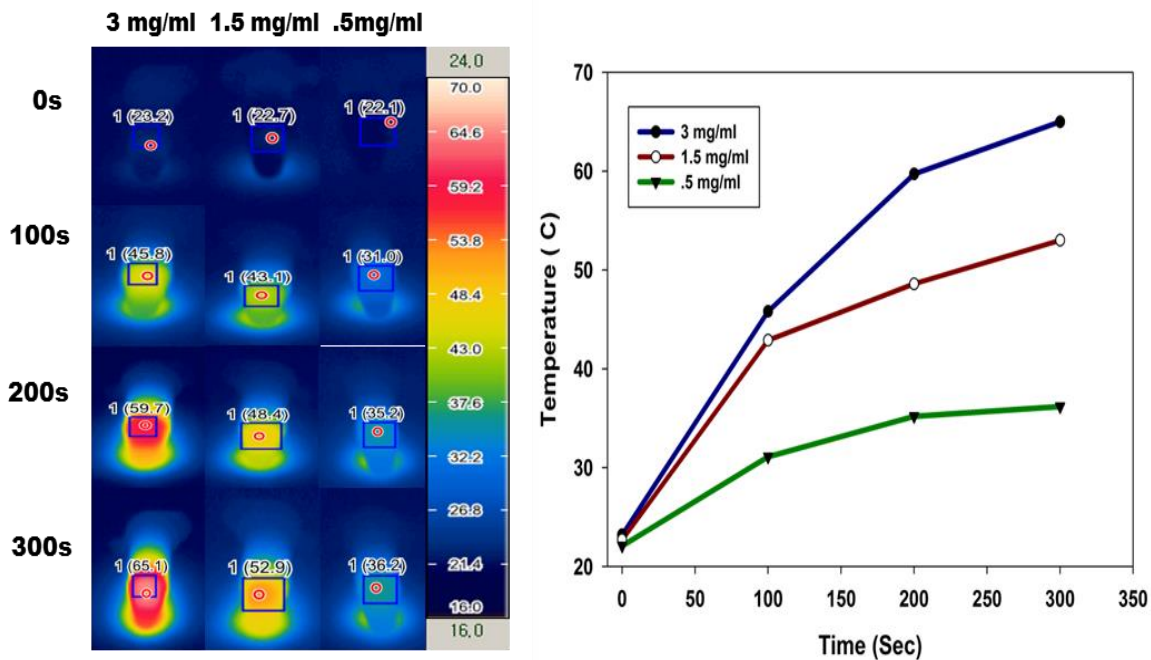 3 mg/ml 1.5 mg/ml .5mg/ml
0s
1 (23.2) 1 (22.7) 1 (22.1)
100s
1 (45.8) 1 (43.1) 1 (31.0)
200s
1 (59.7) 1 (48.4) 1 (35.2)
300s
1 (65.1) 1 (52.9) 1 (36.2)
24,0
70.0
64.6
59.2
53.8
48.4
43.0
37.6
32.2
26.8
21.4
16.0
16,0
Temperature ( C)
70
60
50
40
30
20
3 mg/ml
1.5 mg/ml
.5 mg/ml
0 50 100 150 200 250 300 350
Time (Sec)